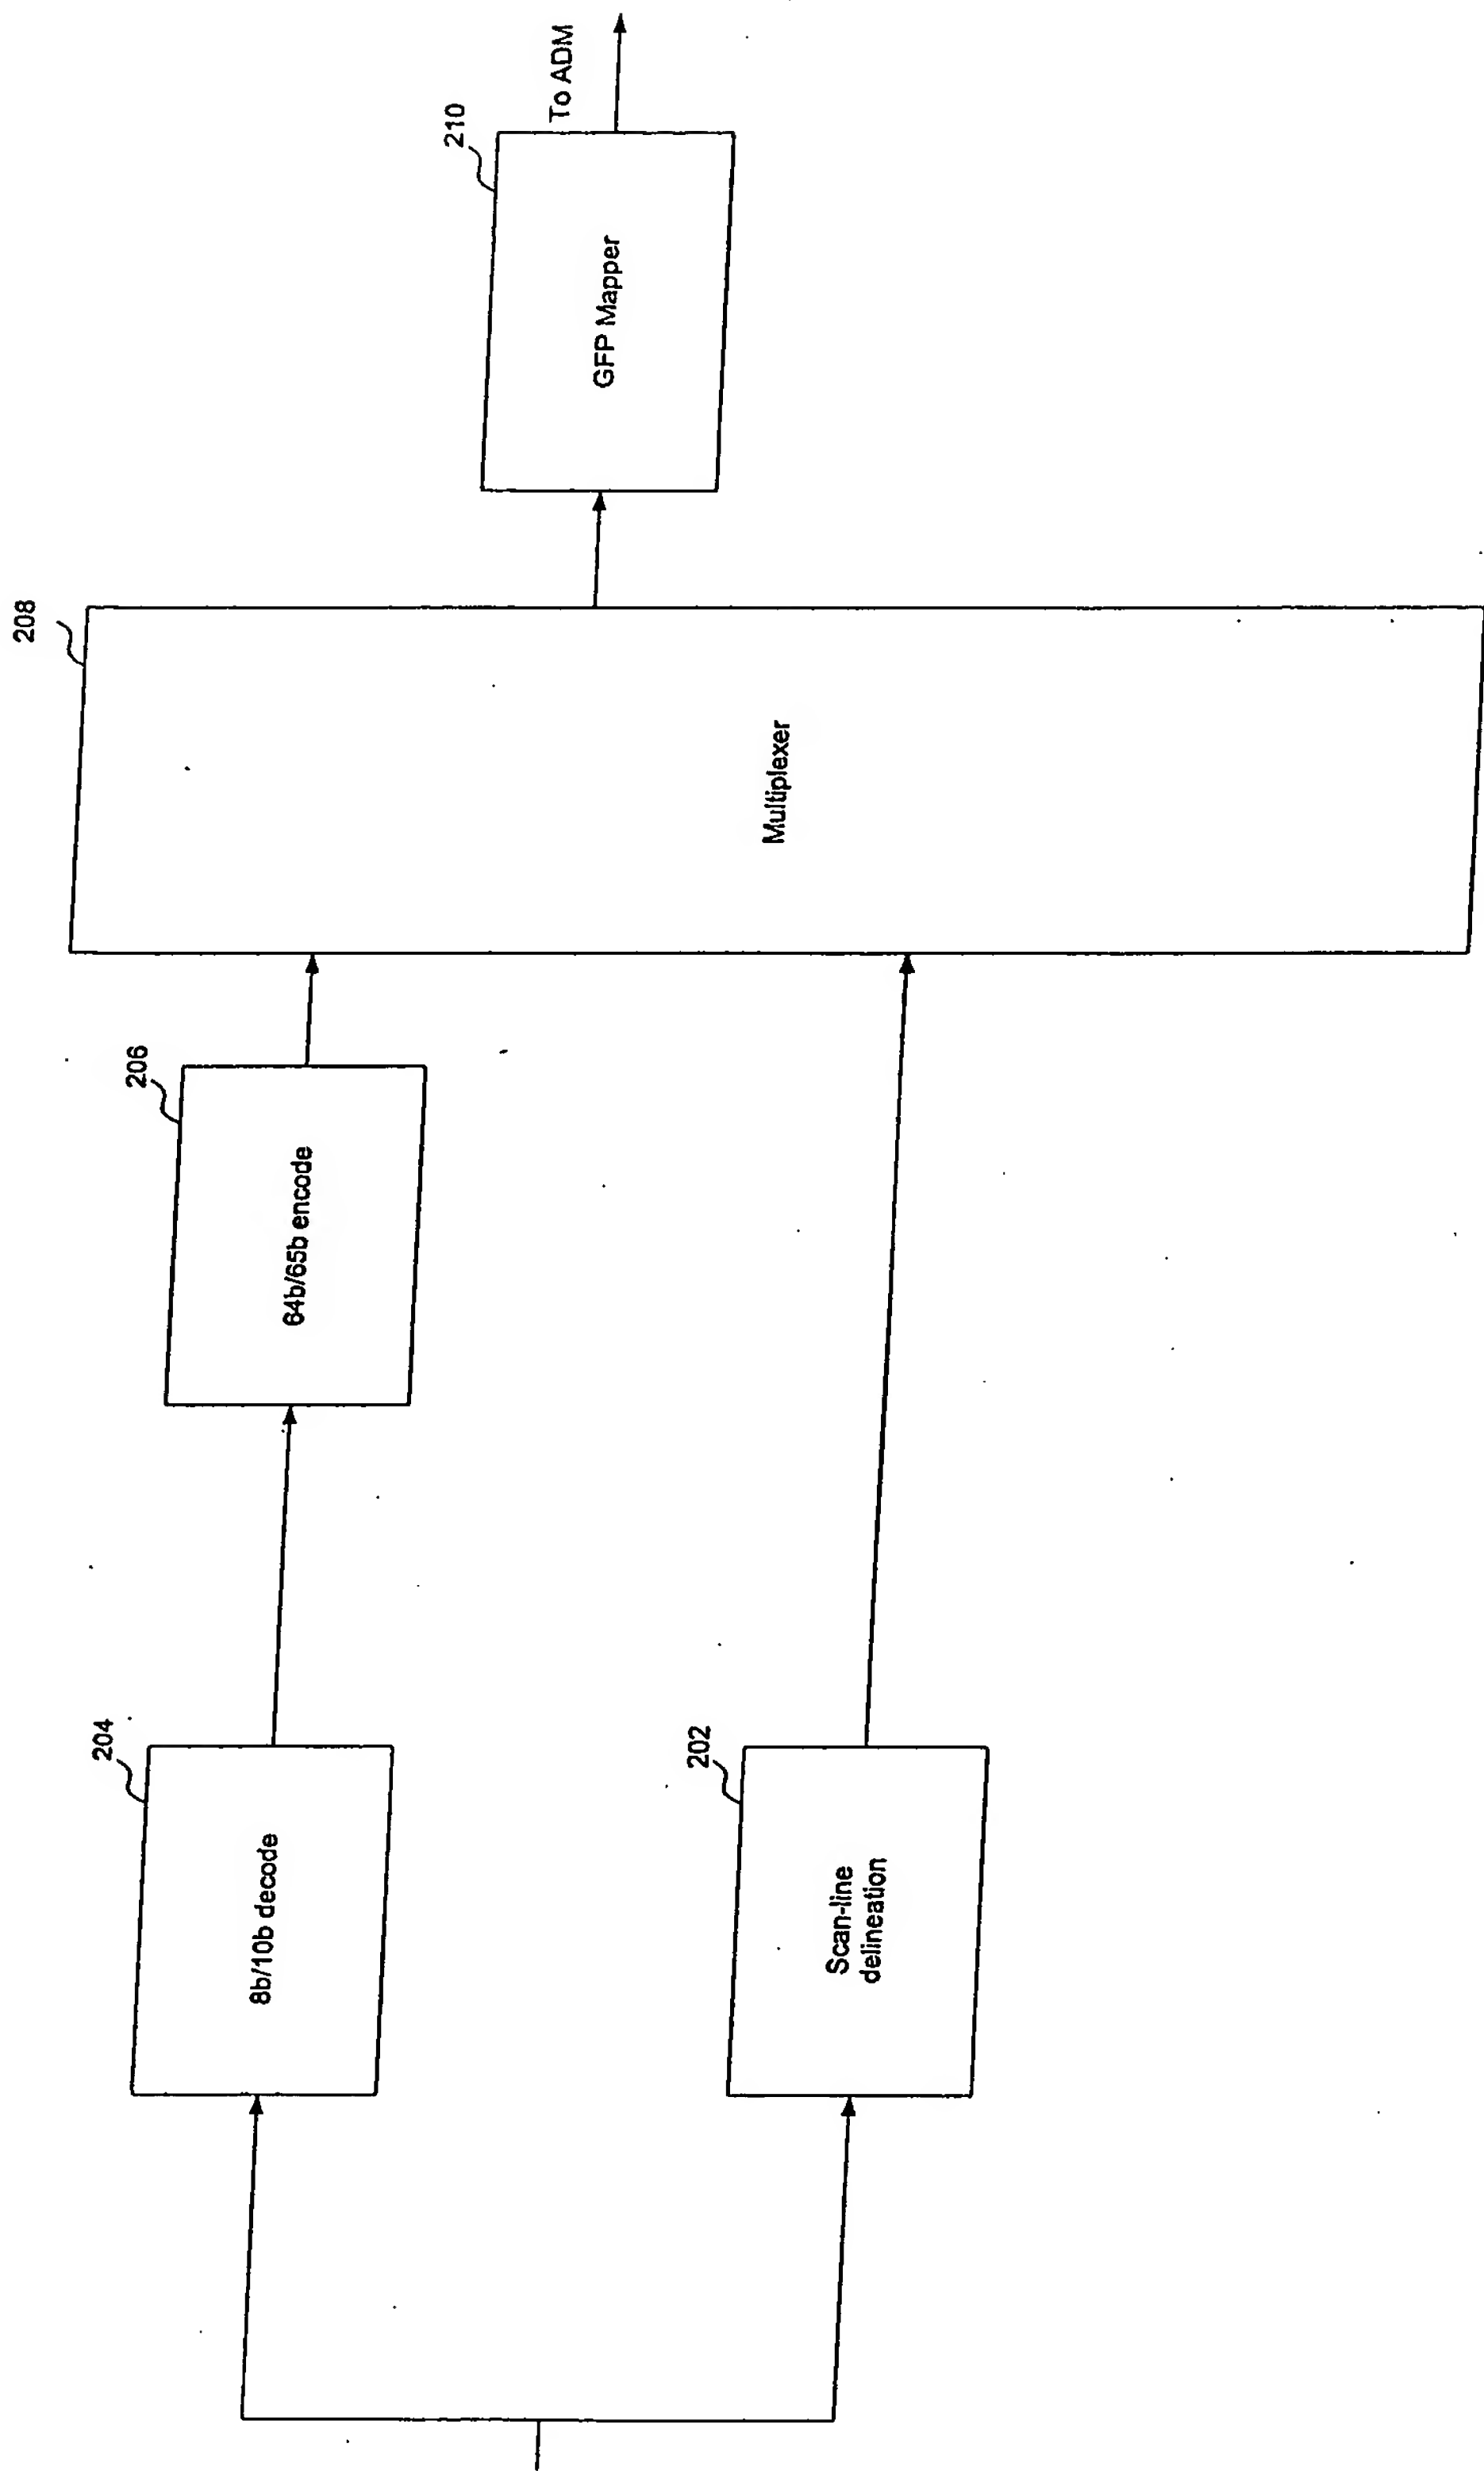 204
8b/10b decode
206
64b/65b encode
202
Scan-line
delineation
208
Multiplexer
210
GFP Mapper
To ADM